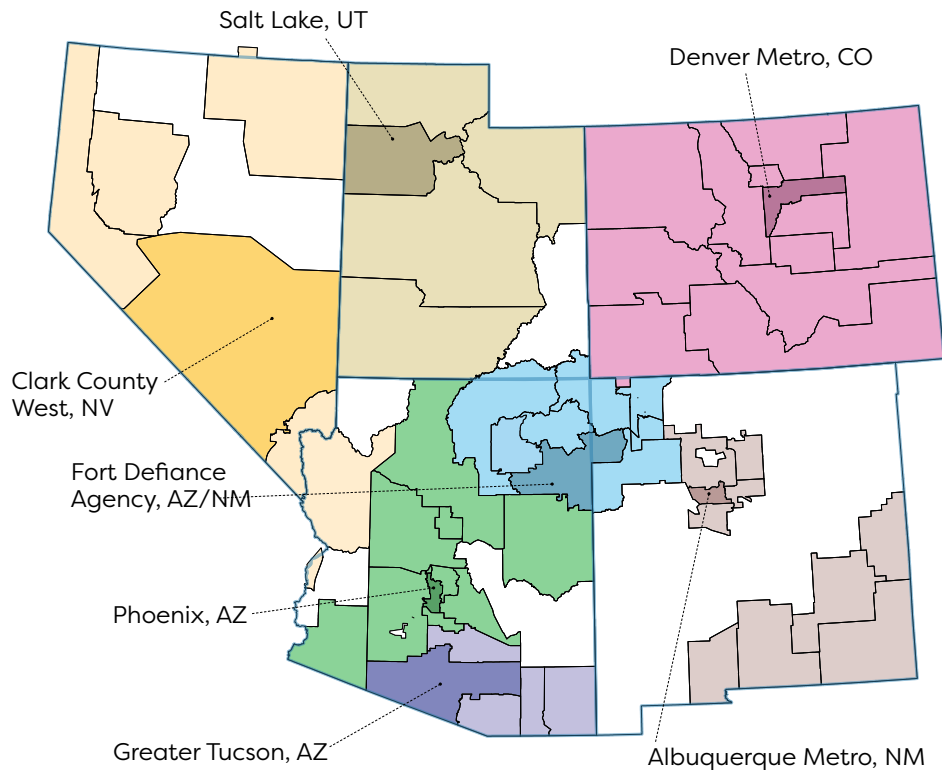 Salt Lake, UT
Denver Metro, CO
Clark County
West, NV
Fort Defiance
Agency, AZ/NM
Phoenix, AZ
Greater Tucson, AZ
Albuquerque Metro, NM